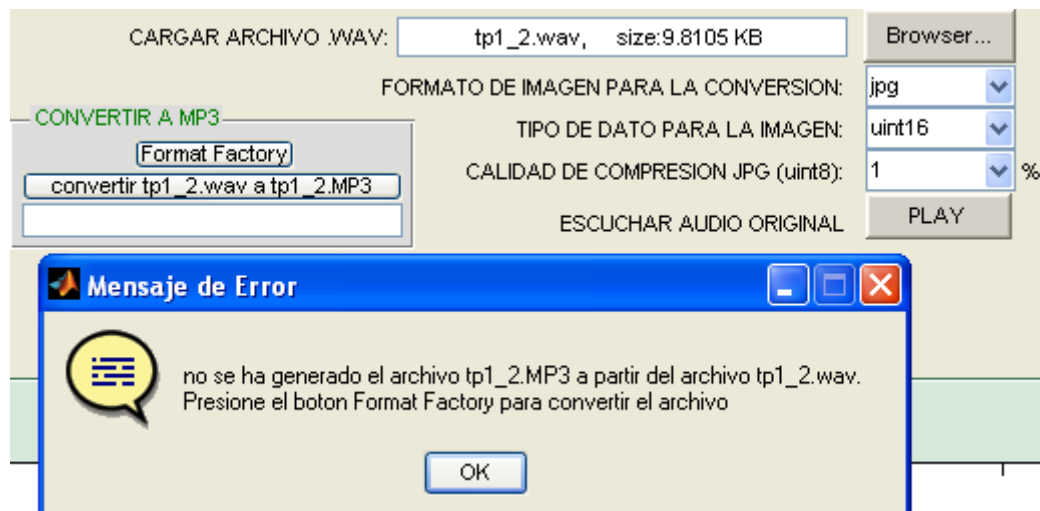 CARGAR ARCHIVO .WAV: tp1_2.wav, size:9.8105 KB Browser...
FORMATO DE IMAGEN PARA LA CONVERSION: jpg
CONVERTIR A MP3
TIPO DE DATO PARA LA IMAGEN: uint16
Format Factory
CALIDAD DE COMPRESION JPG (uint8): 1 %
convertir tp1_2.wav a tp1_2.MP3
ESCUCHAR AUDIO ORIGINAL PLAY
Mensaje de Error
no se ha generado el archivo tp1_2.MP3 a partir del archivo tp1_2.wav.
Presione el boton Format Factory para convertir el archivo
OK